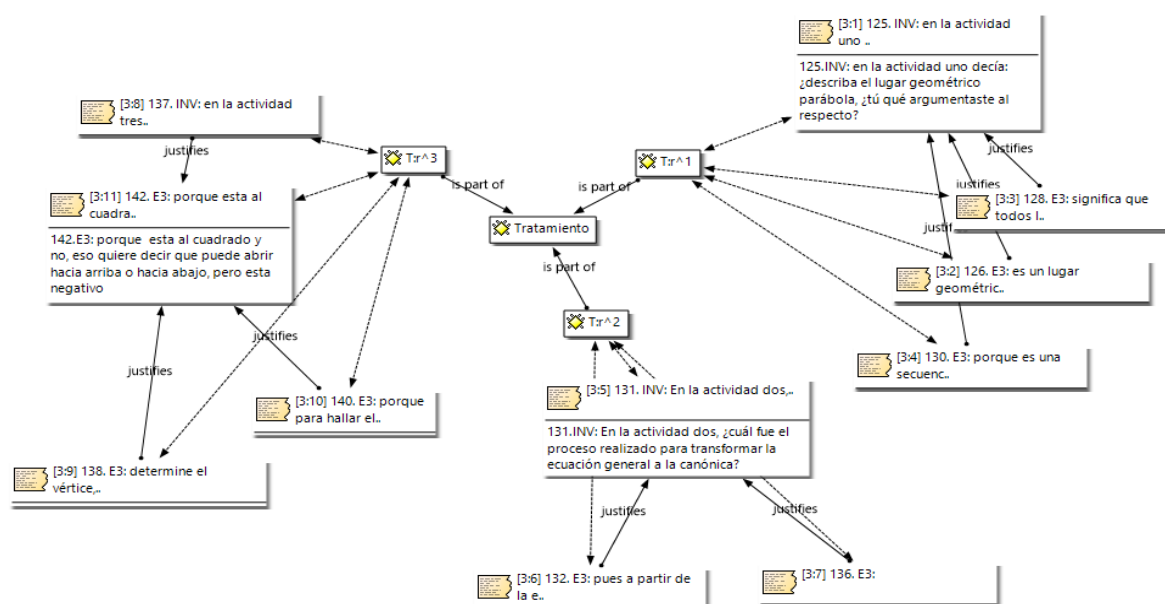 [3:1] 125. INV: en la actividad
uno ..
125.INV: en la actividad uno decía:
¿describa el lugar geométrico
parábola, ¿tú qué argumentaste al
respecto?
[3:8] 137. INV: en la actividad
tres..
justifies
T:r^3
T:r^1
is part of
is part of
justifies
justifies
[3:11] 142. E3: porque esta al
cuadra..
142.E3: porque  esta al cuadrado y
no, eso quiere decir que puede abrir
hacia arriba o hacia abajo, pero esta
negativo
[3:3] 128. E3: significa que
todos l..
Tratamiento
justif
is part of
[3:2] 126. E3: es un lugar
geométric..
T:r^2
justifies
justifies
[3:4] 130. E3: porque es una
secuenc..
[3:10] 140. E3: porque
para hallar el..
[3:5] 131. INV: En la actividad dos,..
131.INV: En la actividad dos, ¿cuál fue el
proceso realizado para transformar la
ecuación general a la canónica?
[3:9] 138. E3: determine el
vértice,..
justifies
justifies
[3:6] 132. E3: pues a partir de
la e..
[3:7] 136. E3: